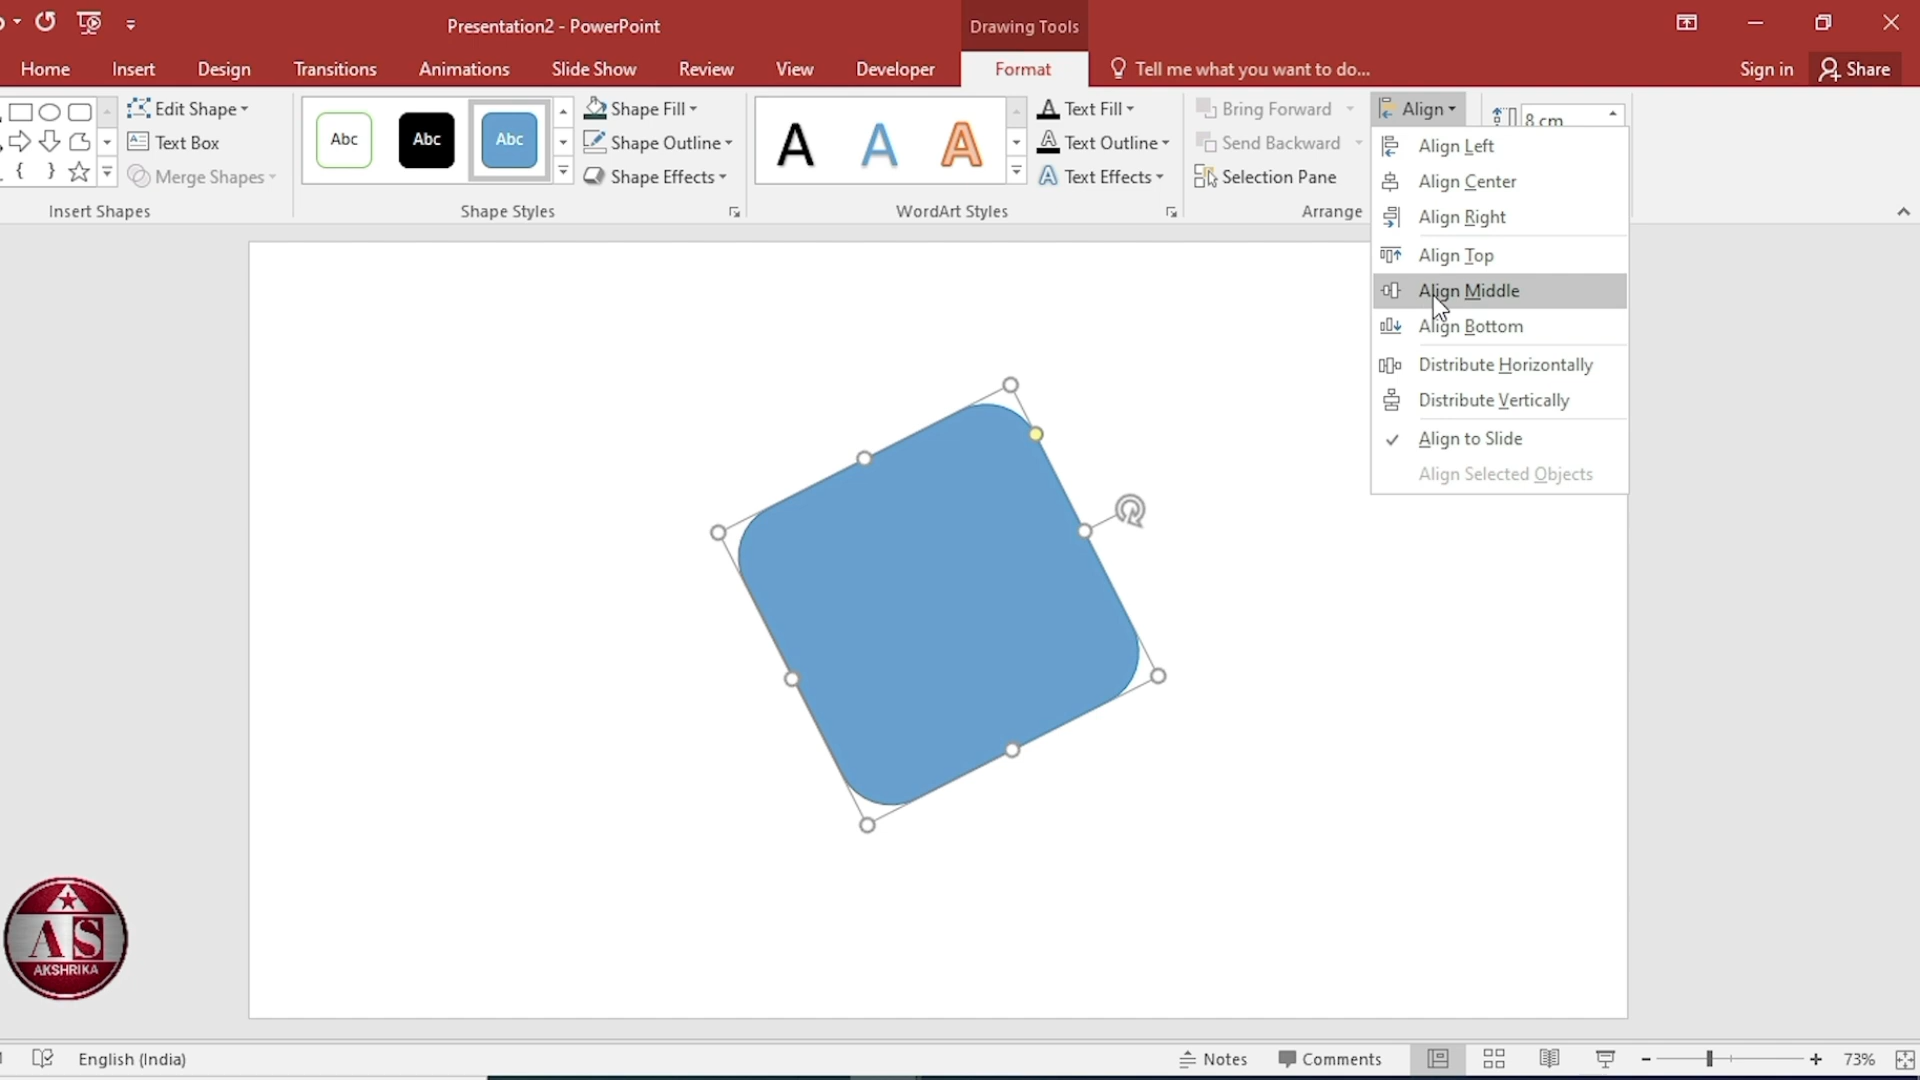 Presentation2 - PowerPoint
Drawing Tools
Home Insert Design Transitions Animations Slide Show Review View Developer Format Tell me what you want to do... Sign in Share
Edit Shape
Text Box
Merge Shapes
Insert Shapes
Abc Abc Abc
Shape Fill
Shape Outline
Shape Effects
Shape Styles
A A A
Text Fill
Text Outline
Text Effects
WordArt Styles
Bring Forward
Send Backward
Selection Pane
Arrange
Align
8 cm
Align Left
Align Center
Align Right
Align Top
Align Middle
Align Bottom
Distribute Horizontally
Distribute Vertically
Align to Slide
Align Selected Objects
AS
AKSHRIKA
English (India) Notes Comments 73%